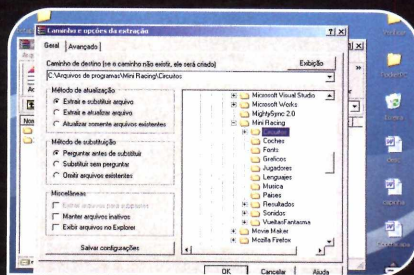 Caminho e opções da extração
Geral
Avançado
Caminho de destino (se o caminho não existir, ele será criado)
Exibição
C:\Arquivos de programas\Mini Racing\Circuitos
Método de atualização
Extrair e substituir arquivo
Extrair e atualizar arquivo
Atualizar somente arquivos existentes
Método de substituição
Perguntar antes de substituir
Substituir sem perguntar
Omitir arquivos existentes
Miscelâneas
Extrair arquivos para subpastas
Manter arquivos inativos
Exibir arquivos no Explorer
Salvar configurações
Microsoft Visual Studio
Microsoft Works
MightySync 2.0
Mini Racing
Circuitos
Coches
Fonts
Graficos
Jugadores
Lenguajes
Musica
Paises
Resultados
Sonidos
VueltasFantasma
Movie Maker
Mozilla Firefox
OK
Cancelar
Ajuda